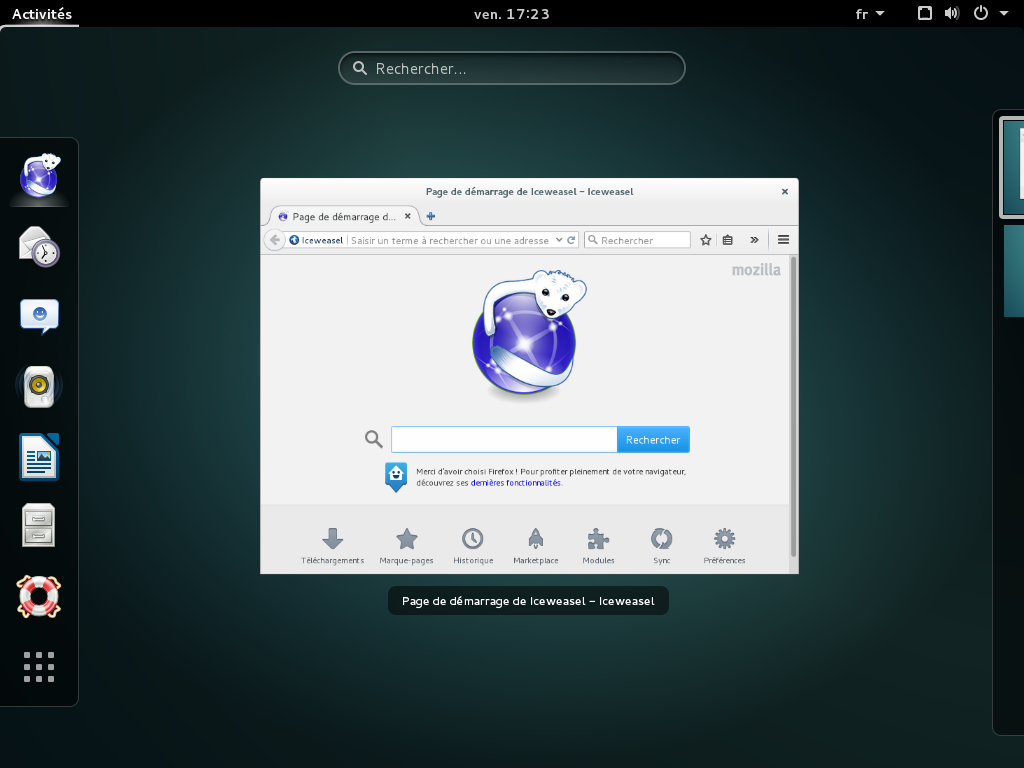 Activités
ven. 17:23
fr
Rechercher...
Page de démarrage de Iceweasel – Iceweasel
Page de démarrage d...
Iceweasel
Saisir un terme à rechercher ou une adresse
Rechercher
mozilla
Rechercher
Merci d'avoir choisi Firefox ! Pour profiter pleinement de votre navigateur,
découvrez ses dernières fonctionnalités.
Téléchargements
Marque-pages
Historique
Marketplace
Modules
Sync
Préférences
Page de démarrage de Iceweasel – Iceweasel